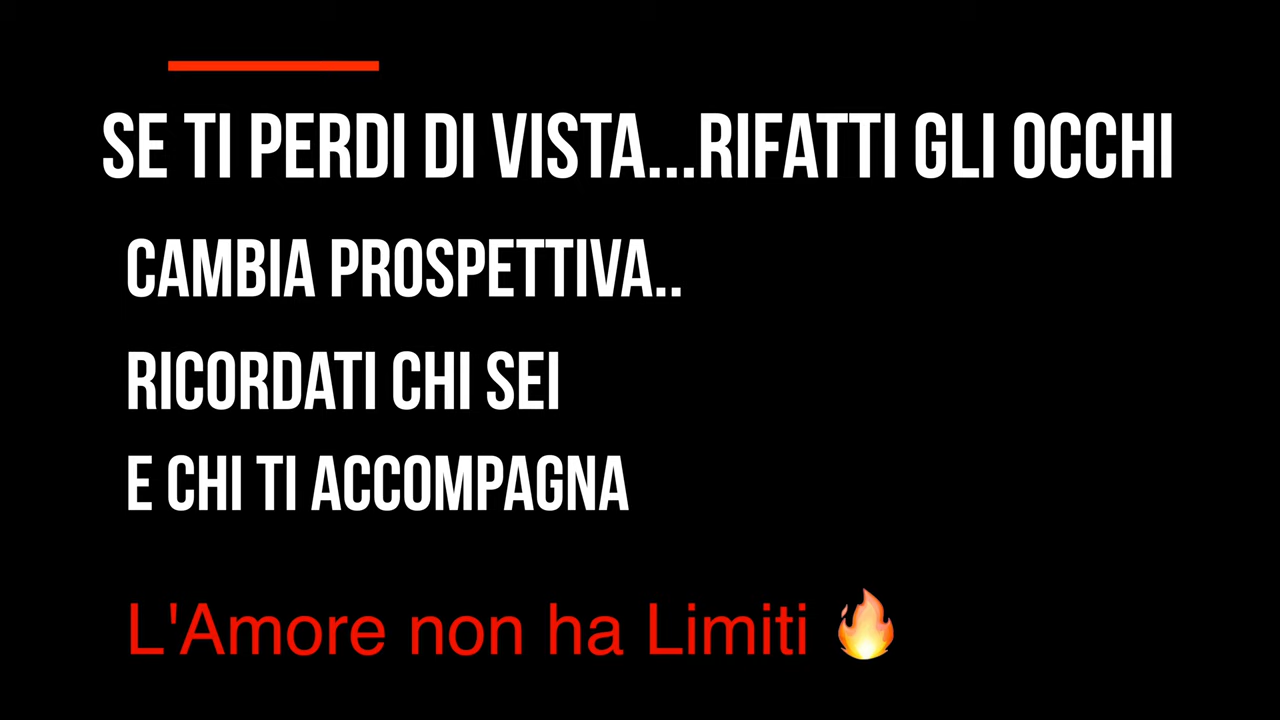 SE TI PERDI DI VISTA...RIFATTI GLI OCCHI
CAMBIA PROSPETTIVA..
RICORDATI CHI SEI
E CHI TI ACCOMPAGNA
L'Amore non ha Limiti 🔥